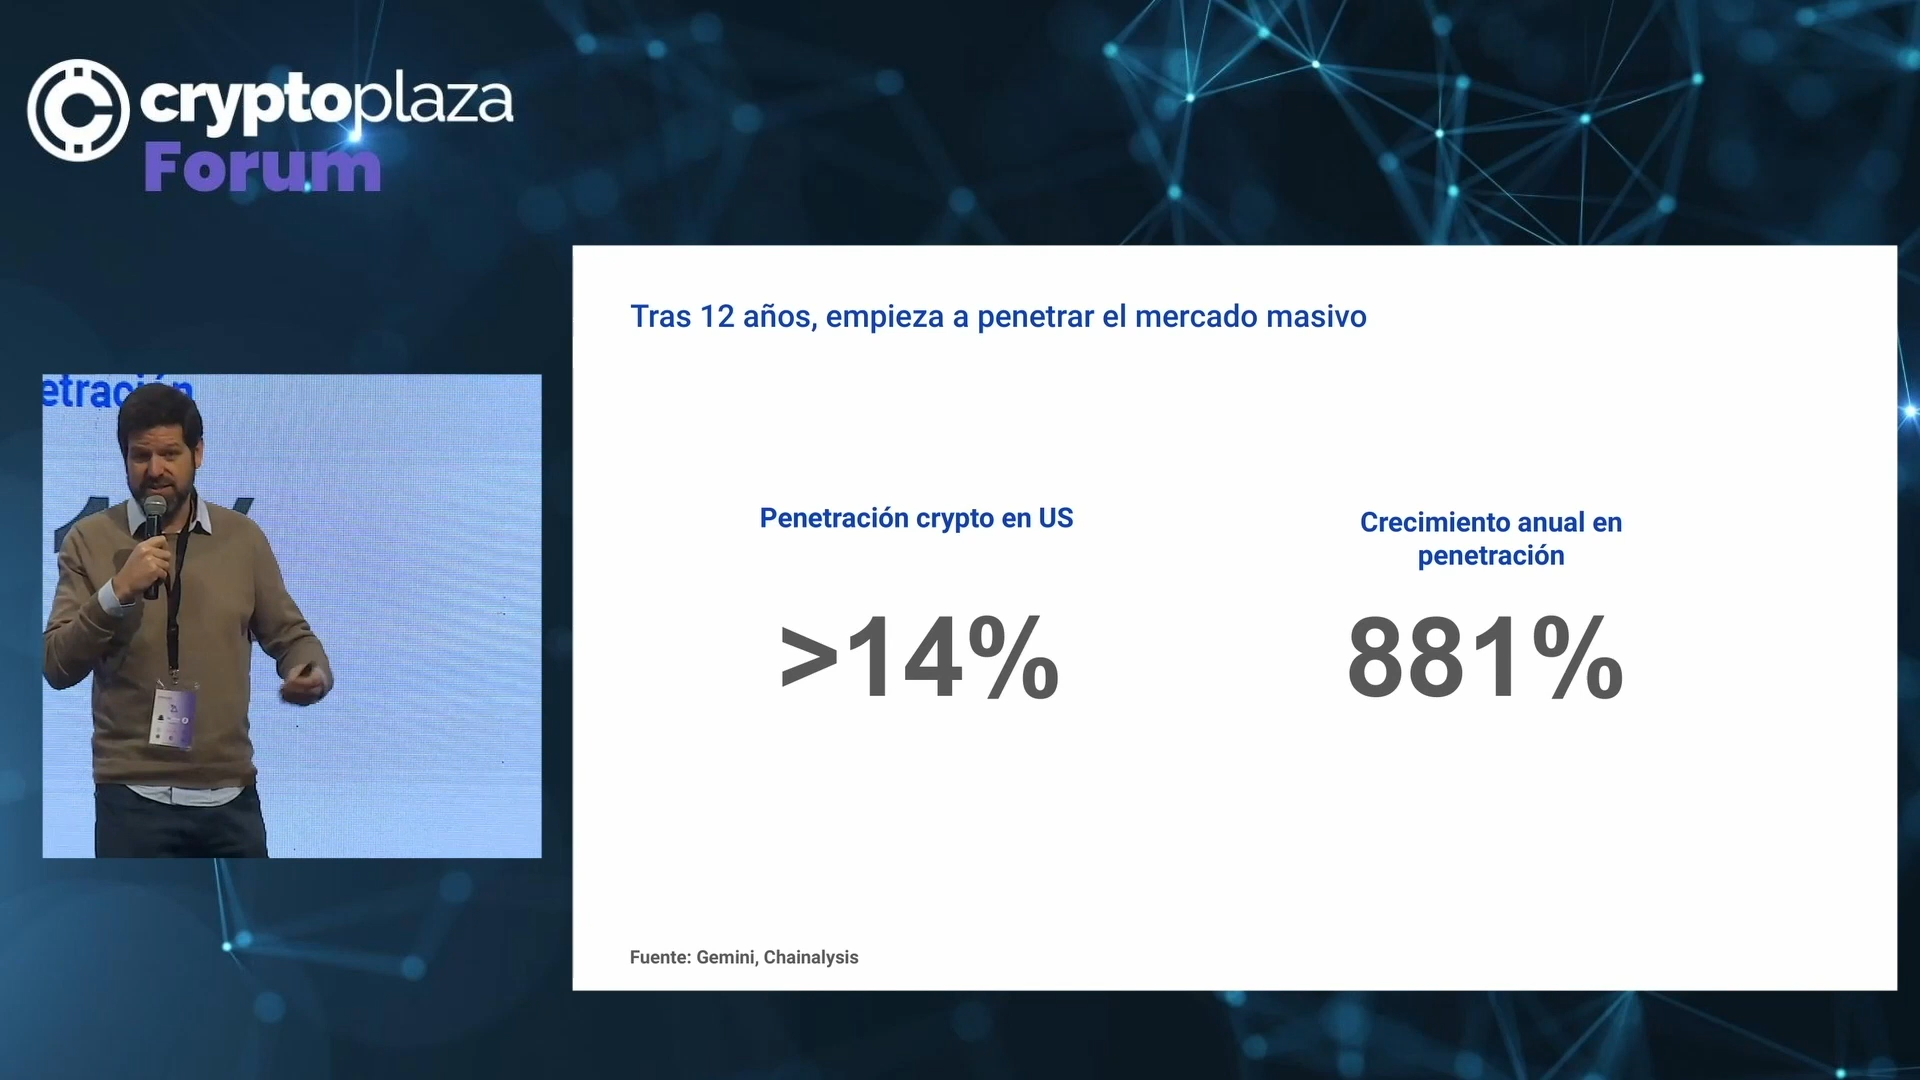 cryptoplaza
Forum
etración
Tras 12 años, empieza a penetrar el mercado masivo
Penetración crypto en US
Crecimiento anual en
penetración
>14%
881%
Fuente: Gemini, Chainalysis